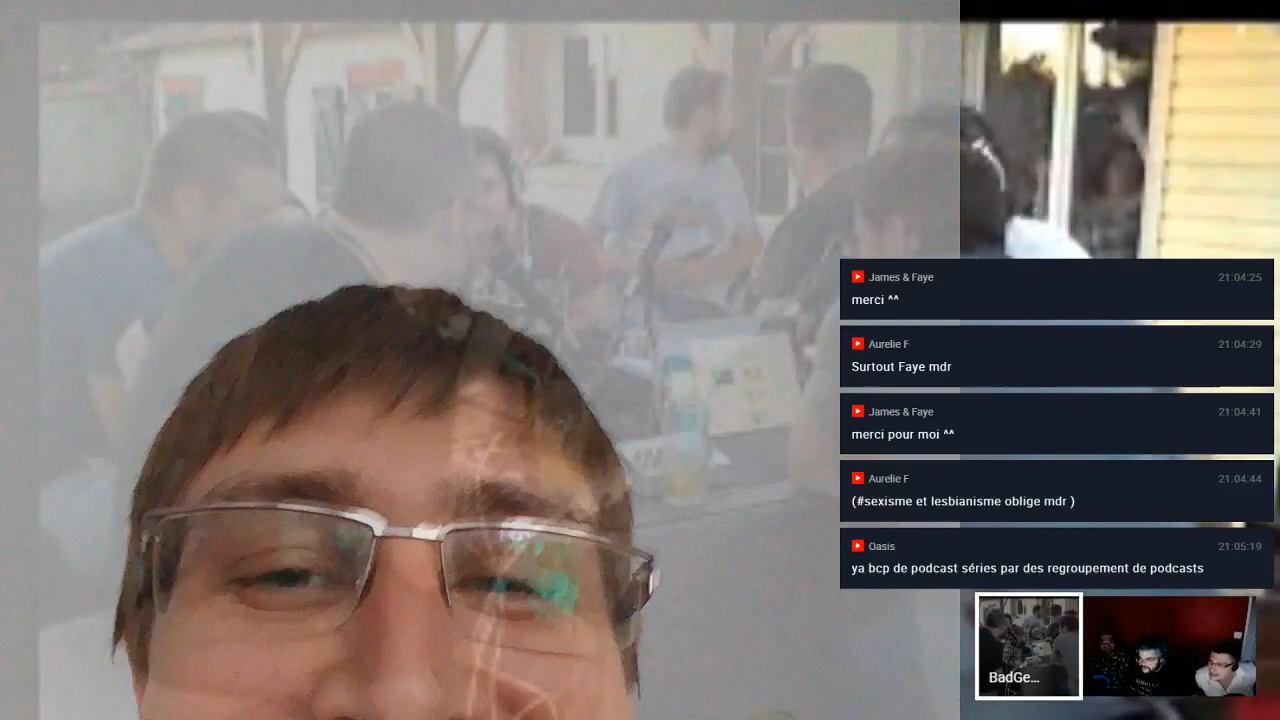 James & Faye 21:04:25
merci ^^
Aurelie F 21:04:29
Surtout Faye mdr
James & Faye 21:04:41
merci pour moi ^^
Aurelie F 21:04:44
(#sexisme et lesbianisme oblige mdr )
Oasis 21:05:19
ya bcp de podcast séries par des regroupement de podcasts
BadGe...